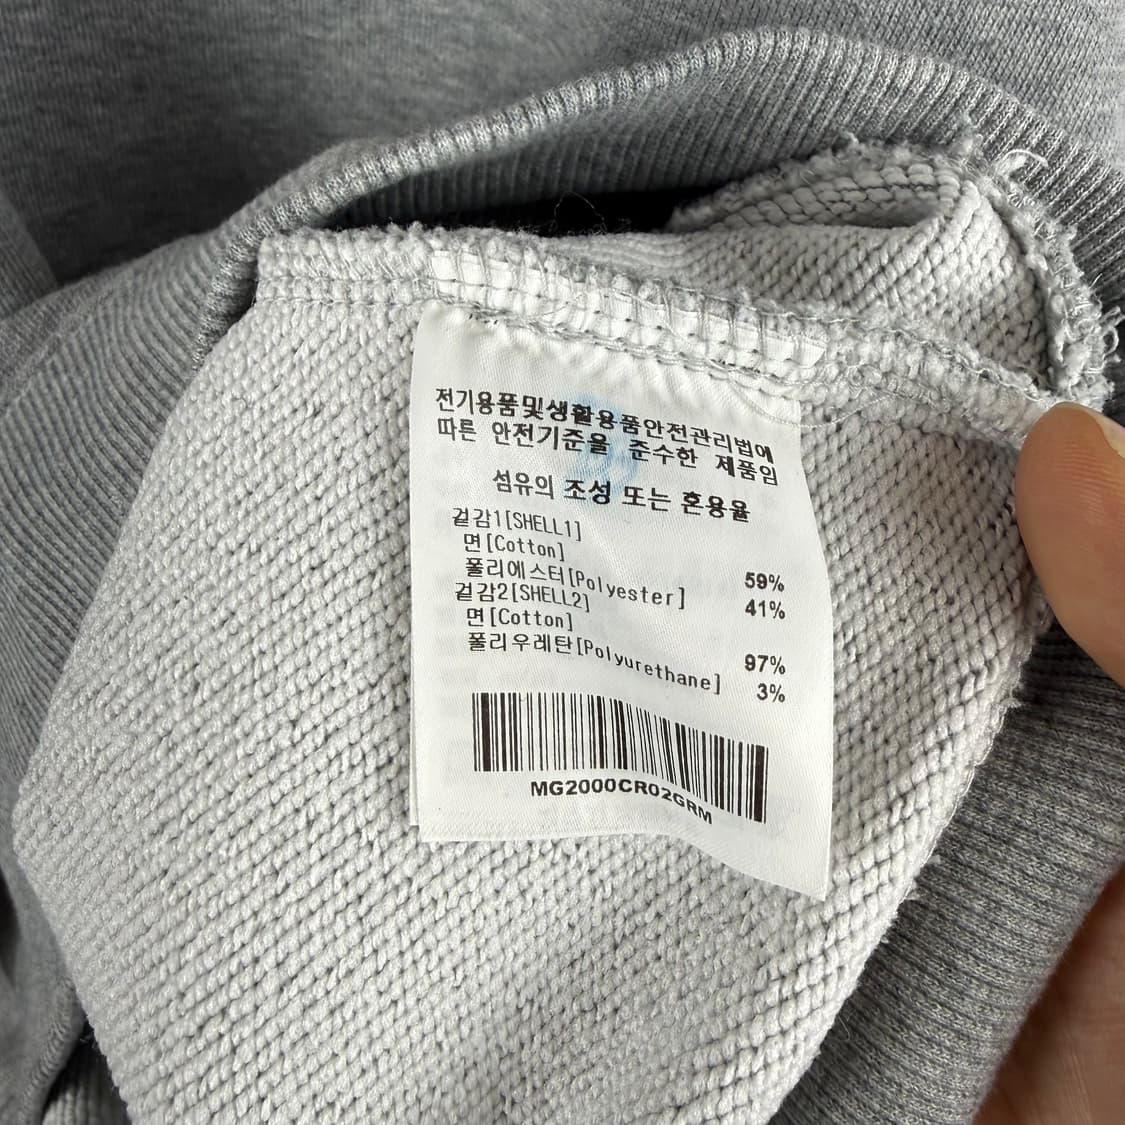 전기용품및생활용품안전관리법에
따른 안전기준을 준수한 제품임
섬유의 조성 또는 혼용율
겉감1[SHELL1]
면[Cotton] 59%
폴리에스터[Polyester] 41%
겉감2[SHELL2]
면[Cotton] 97%
폴리우레탄[Polyurethane] 3%
MG2000CR02GRM